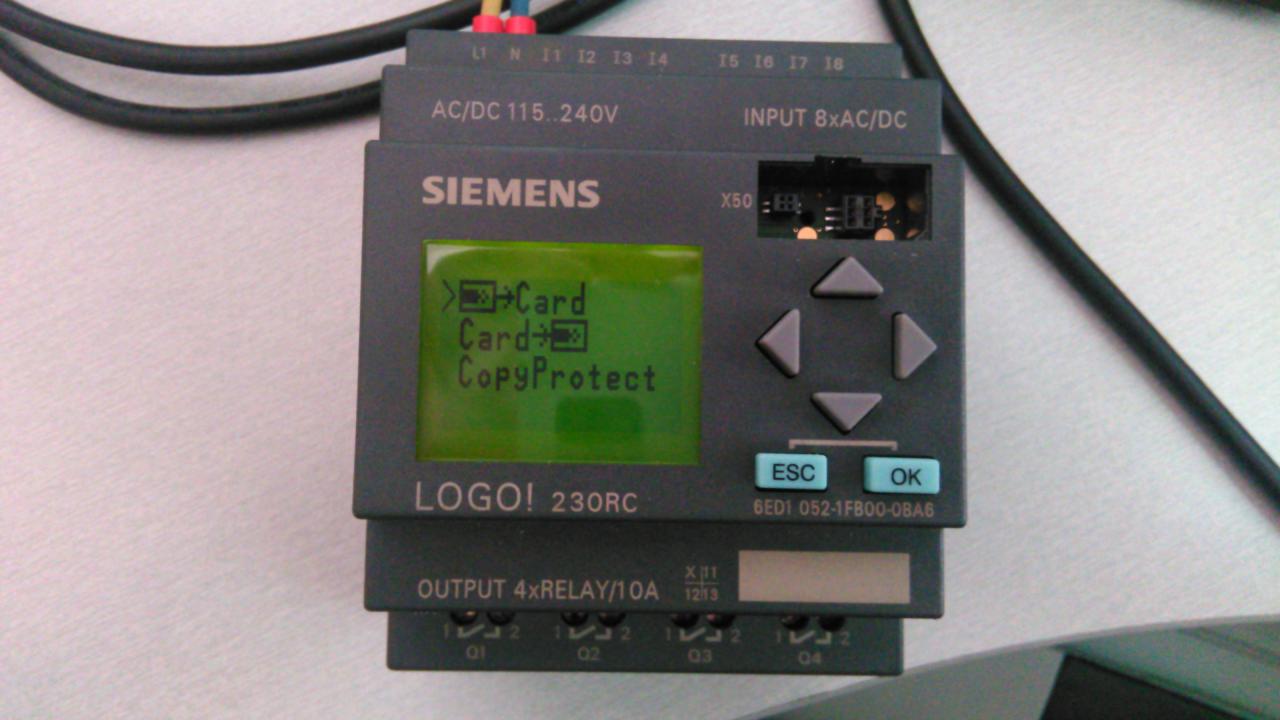 L1 N I1 I2 I3 I4 I5 I6 I7 I8
AC/DC 115..240V INPUT 8xAC/DC
SIEMENS
X50
>→Card
Card→
CopyProtect
ESC OK
LOGO! 230RC
6ED1 052-1FB00-0BA6
OUTPUT 4xRELAY/10A
X 11
12 13
1 2 1 2 1 2 1 2
Q1 Q2 Q3 Q4